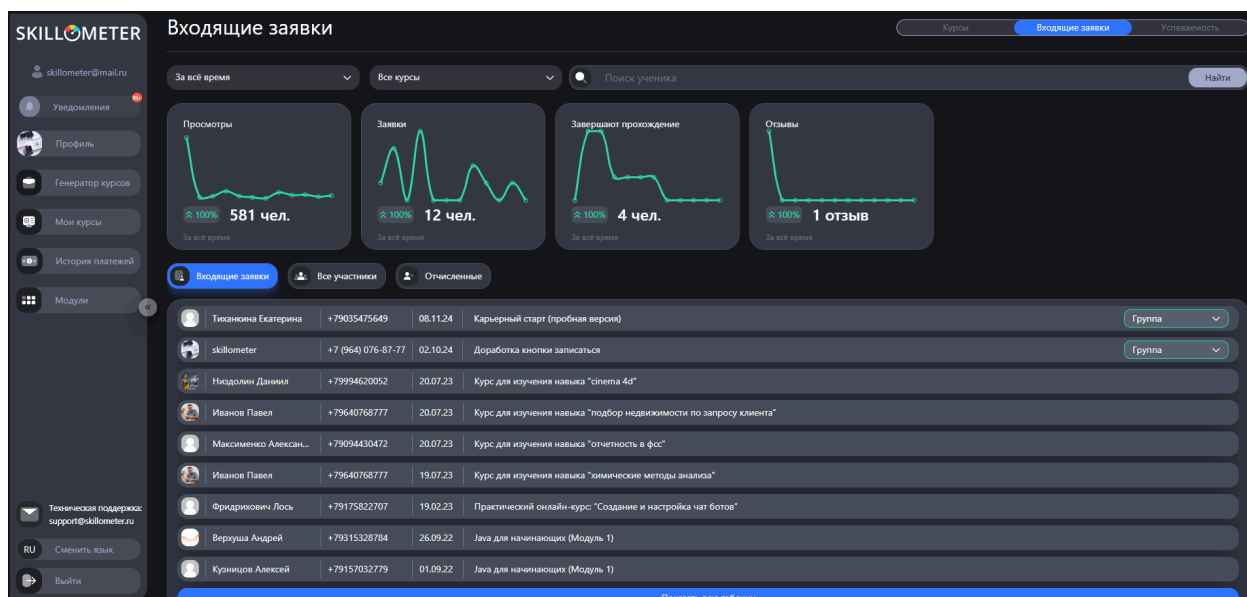 SKILLOMETER
Входящие заявки
Курсы
Входящие заявки
Успеваемость
skillometer@mail.ru
За всё время
Все курсы
Поиск ученика
Найти
90+
Уведомления
Профиль
Генератор курсов
Мои курсы
История платежей
Модули
Просмотры
100%
581 чел.
За всё время
Заявки
100%
12 чел.
За всё время
Завершают прохождение
100%
4 чел.
За всё время
Отзывы
100%
1 отзыв
За всё время
Входящие заявки
Все участники
Отчисленные
Тиханкина Екатерина +79035475649 08.11.24 Карьерный старт (пробная версия) Группа
skillometer +7 (964) 076-87-77 02.10.24 Доработка кнопки записаться Группа
Низдолин Даниил +79994620052 20.07.23 Курс для изучения навыка "cinema 4d"
Иванов Павел +79640768777 20.07.23 Курс для изучения навыка "подбор недвижимости по запросу клиента"
Максименко Алексан... +79094430472 20.07.23 Курс для изучения навыка "отчетность в фсс"
Иванов Павел +79640768777 19.07.23 Курс для изучения навыка "химические методы анализа"
Фридрихович Лось +79175822707 19.02.23 Практический онлайн-курс: "Создание и настройка чат ботов"
Верхуша Андрей +79315328784 26.09.22 Java для начинающих (Модуль 1)
Кузницов Алексей +79157032779 01.09.22 Java для начинающих (Модуль 1)
Техническая поддержка:
support@skillometer.ru
RU Сменить язык
Выйти